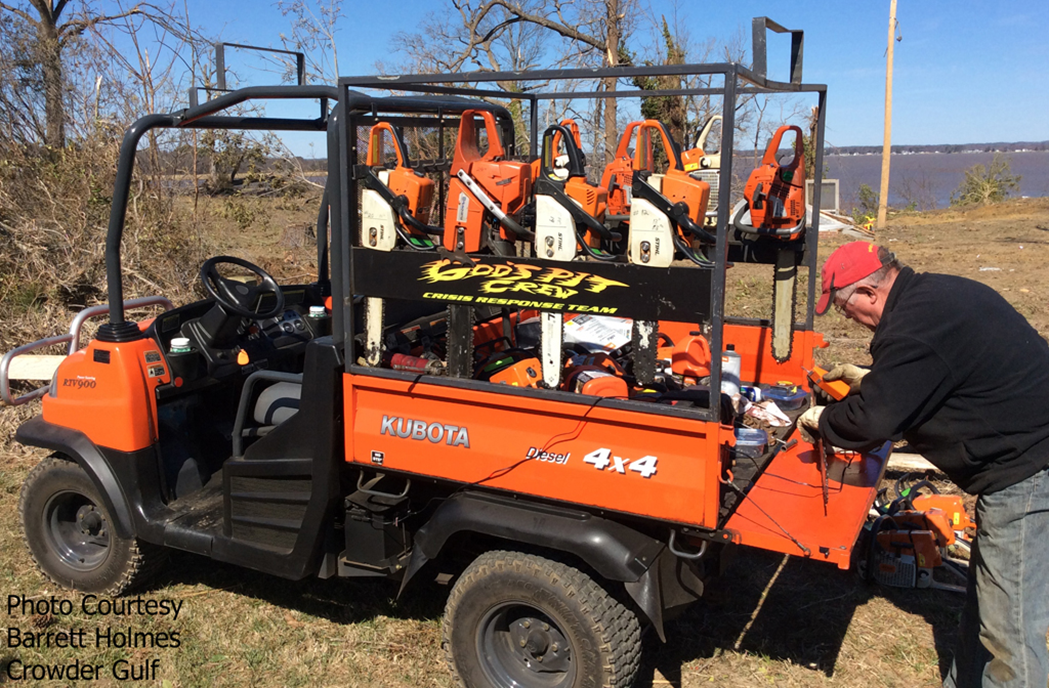 GOD'S PIT
CREW
CRISIS RESPONSE TEAM
RTV900
KUBOTA
Diesel 4x4
Photo Courtesy
Barrett Holmes
Crowder Gulf